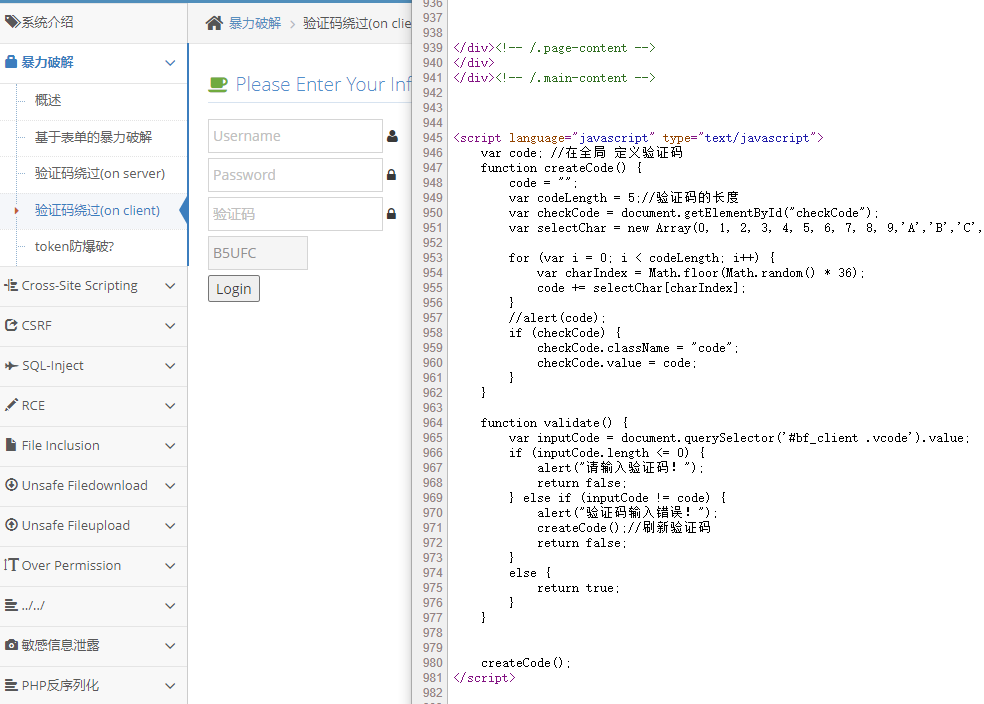 系统介绍
暴力破解
概述
基于表单的暴力破解
验证码绕过(on server)
验证码绕过(on client)
token防爆破?
Cross-Site Scripting
CSRF
SQL-Inject
RCE
File Inclusion
Unsafe Filedownload
Unsafe Fileupload
Over Permission
../../
敏感信息泄露
PHP反序列化
暴力破解 > 验证码绕过(on clie
Please Enter Your Inf
Username
Password
验证码
B5UFC
Login
936
937
938
939 </div><!-- /.page-content -->
940 </div>
941 </div><!-- /.main-content -->
942
943
944
945 <script language="javascript" type="text/javascript">
946 var code; //在全局 定义验证码
947 function createCode() {
948 code = "";
949 var codeLength = 5;//验证码的长度
950 var checkCode = document.getElementById("checkCode");
951 var selectChar = new Array(0, 1, 2, 3, 4, 5, 6, 7, 8, 9,'A','B','C',
952
953 for (var i = 0; i < codeLength; i++) {
954 var charIndex = Math.floor(Math.random() * 36);
955 code += selectChar[charIndex];
956 }
957 //alert(code);
958 if (checkCode) {
959 checkCode.className = "code";
960 checkCode.value = code;
961 }
962 }
963
964 function validate() {
965 var inputCode = document.querySelector('#bf_client .vcode').value;
966 if (inputCode.length <= 0) {
967 alert("请输入验证码！");
968 return false;
969 } else if (inputCode != code) {
970 alert("验证码输入错误！");
971 createCode();//刷新验证码
972 return false;
973 }
974 else {
975 return true;
976 }
977 }
978
979
980 createCode();
981 </script>
982